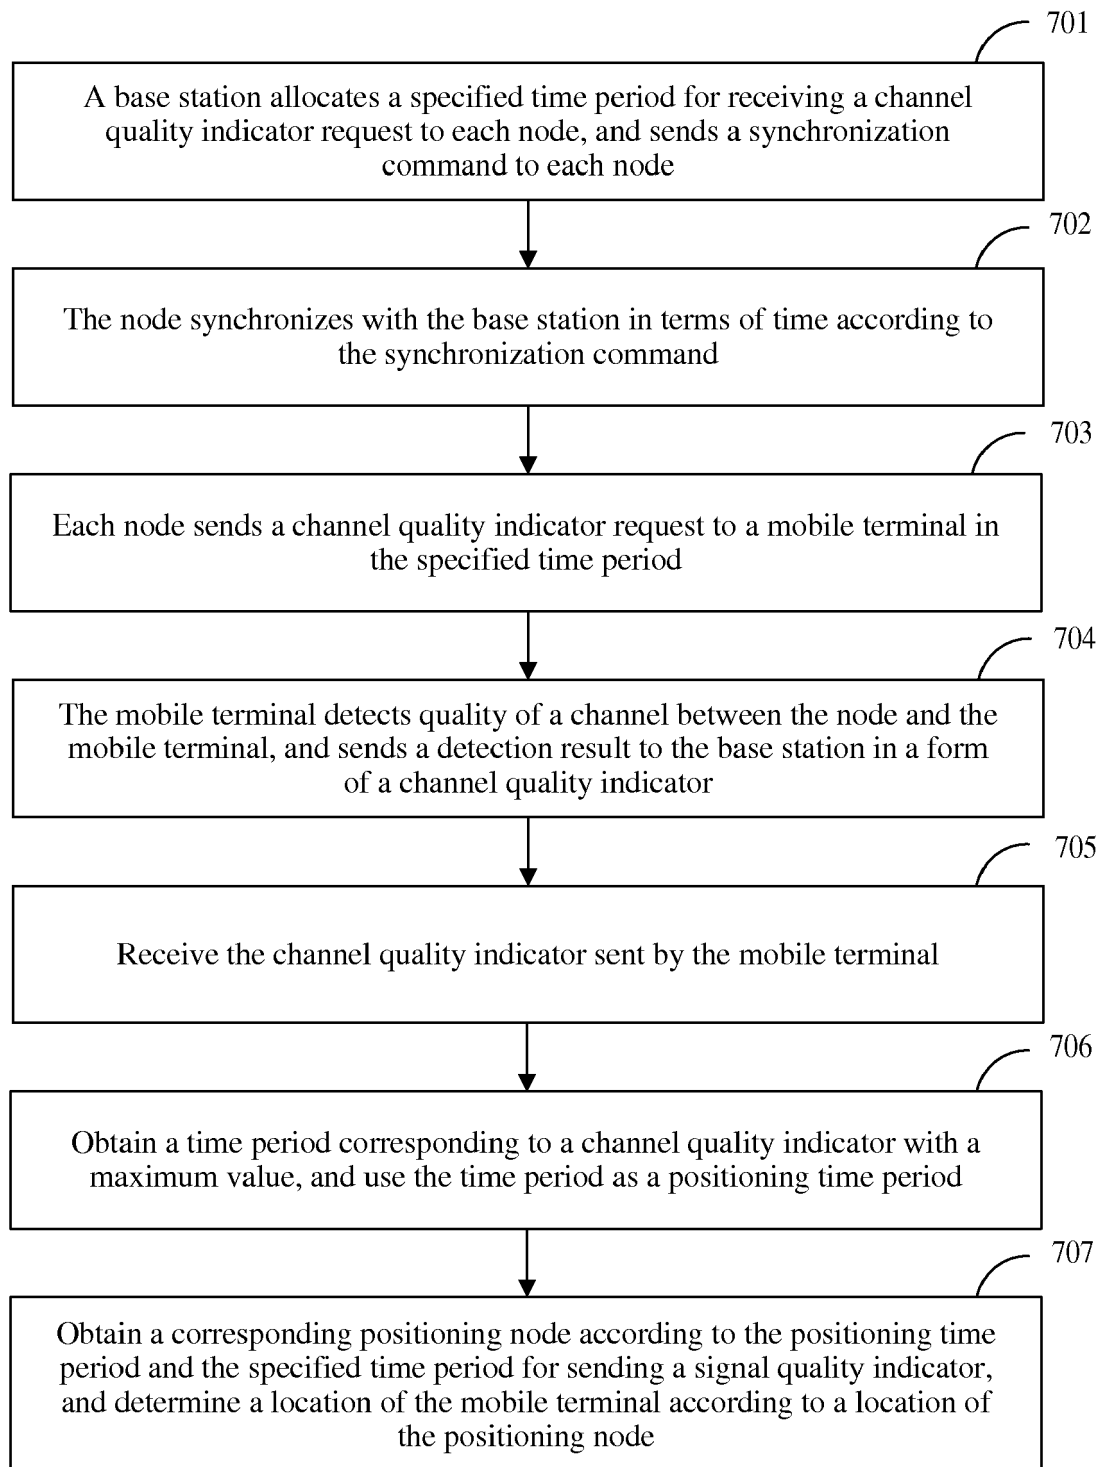 701
A base station allocates a specified time period for receiving a channel
quality indicator request to each node, and sends a synchronization
command to each node
702
The node synchronizes with the base station in terms of time according to
the synchronization command
703
Each node sends a channel quality indicator request to a mobile terminal in
the specified time period
704
The mobile terminal detects quality of a channel between the node and the
mobile terminal, and sends a detection result to the base station in a form
of a channel quality indicator
705
Receive the channel quality indicator sent by the mobile terminal
706
Obtain a time period corresponding to a channel quality indicator with a
maximum value, and use the time period as a positioning time period
707
Obtain a corresponding positioning node according to the positioning time
period and the specified time period for sending a signal quality indicator,
and determine a location of the mobile terminal according to a location of
the positioning node